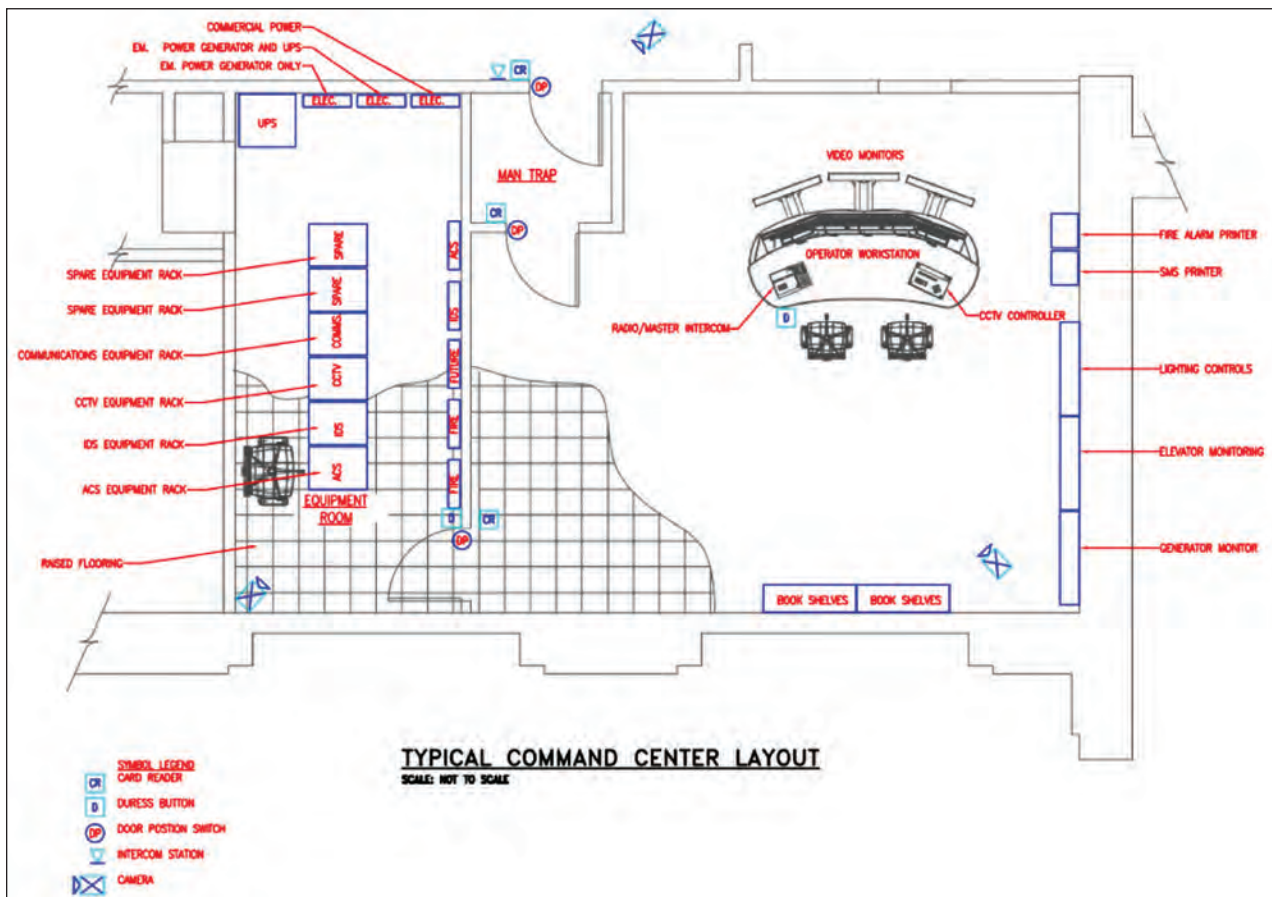 COMMERCIAL POWER
EM. POWER GENERATOR AND UPS
EM. POWER GENERATOR ONLY
CR
DP
ELEC.
ELEC.
ELEC.
UPS
MAN TRAP
CR
DP
VIDEO MONITORS
OPERATOR WORKSTATION
RADIO/MASTER INTERCOM
CCTV CONTROLLER
D
FIRE ALARM PRINTER
SMS PRINTER
LIGHTING CONTROLS
ELEVATOR MONITORING
GENERATOR MONITOR
SPARE EQUIPMENT RACK
SPARE EQUIPMENT RACK
COMMUNICATIONS EQUIPMENT RACK
CCTV EQUIPMENT RACK
IDS EQUIPMENT RACK
ACS EQUIPMENT RACK
RAISED FLOORING
SPARE
SPARE
COMMS.
CCTV
IDS
ACS
EQUIPMENT
ROOM
ACS
IDS
FUTURE
FIRE
FIRE
D
CR
DP
BOOK SHELVES
BOOK SHELVES
TYPICAL COMMAND CENTER LAYOUT
SCALE: NOT TO SCALE
SYMBOL LEGEND
CR CARD READER
D DURESS BUTTON
DP DOOR POSTION SWITCH
INTERCOM STATION
CAMERA